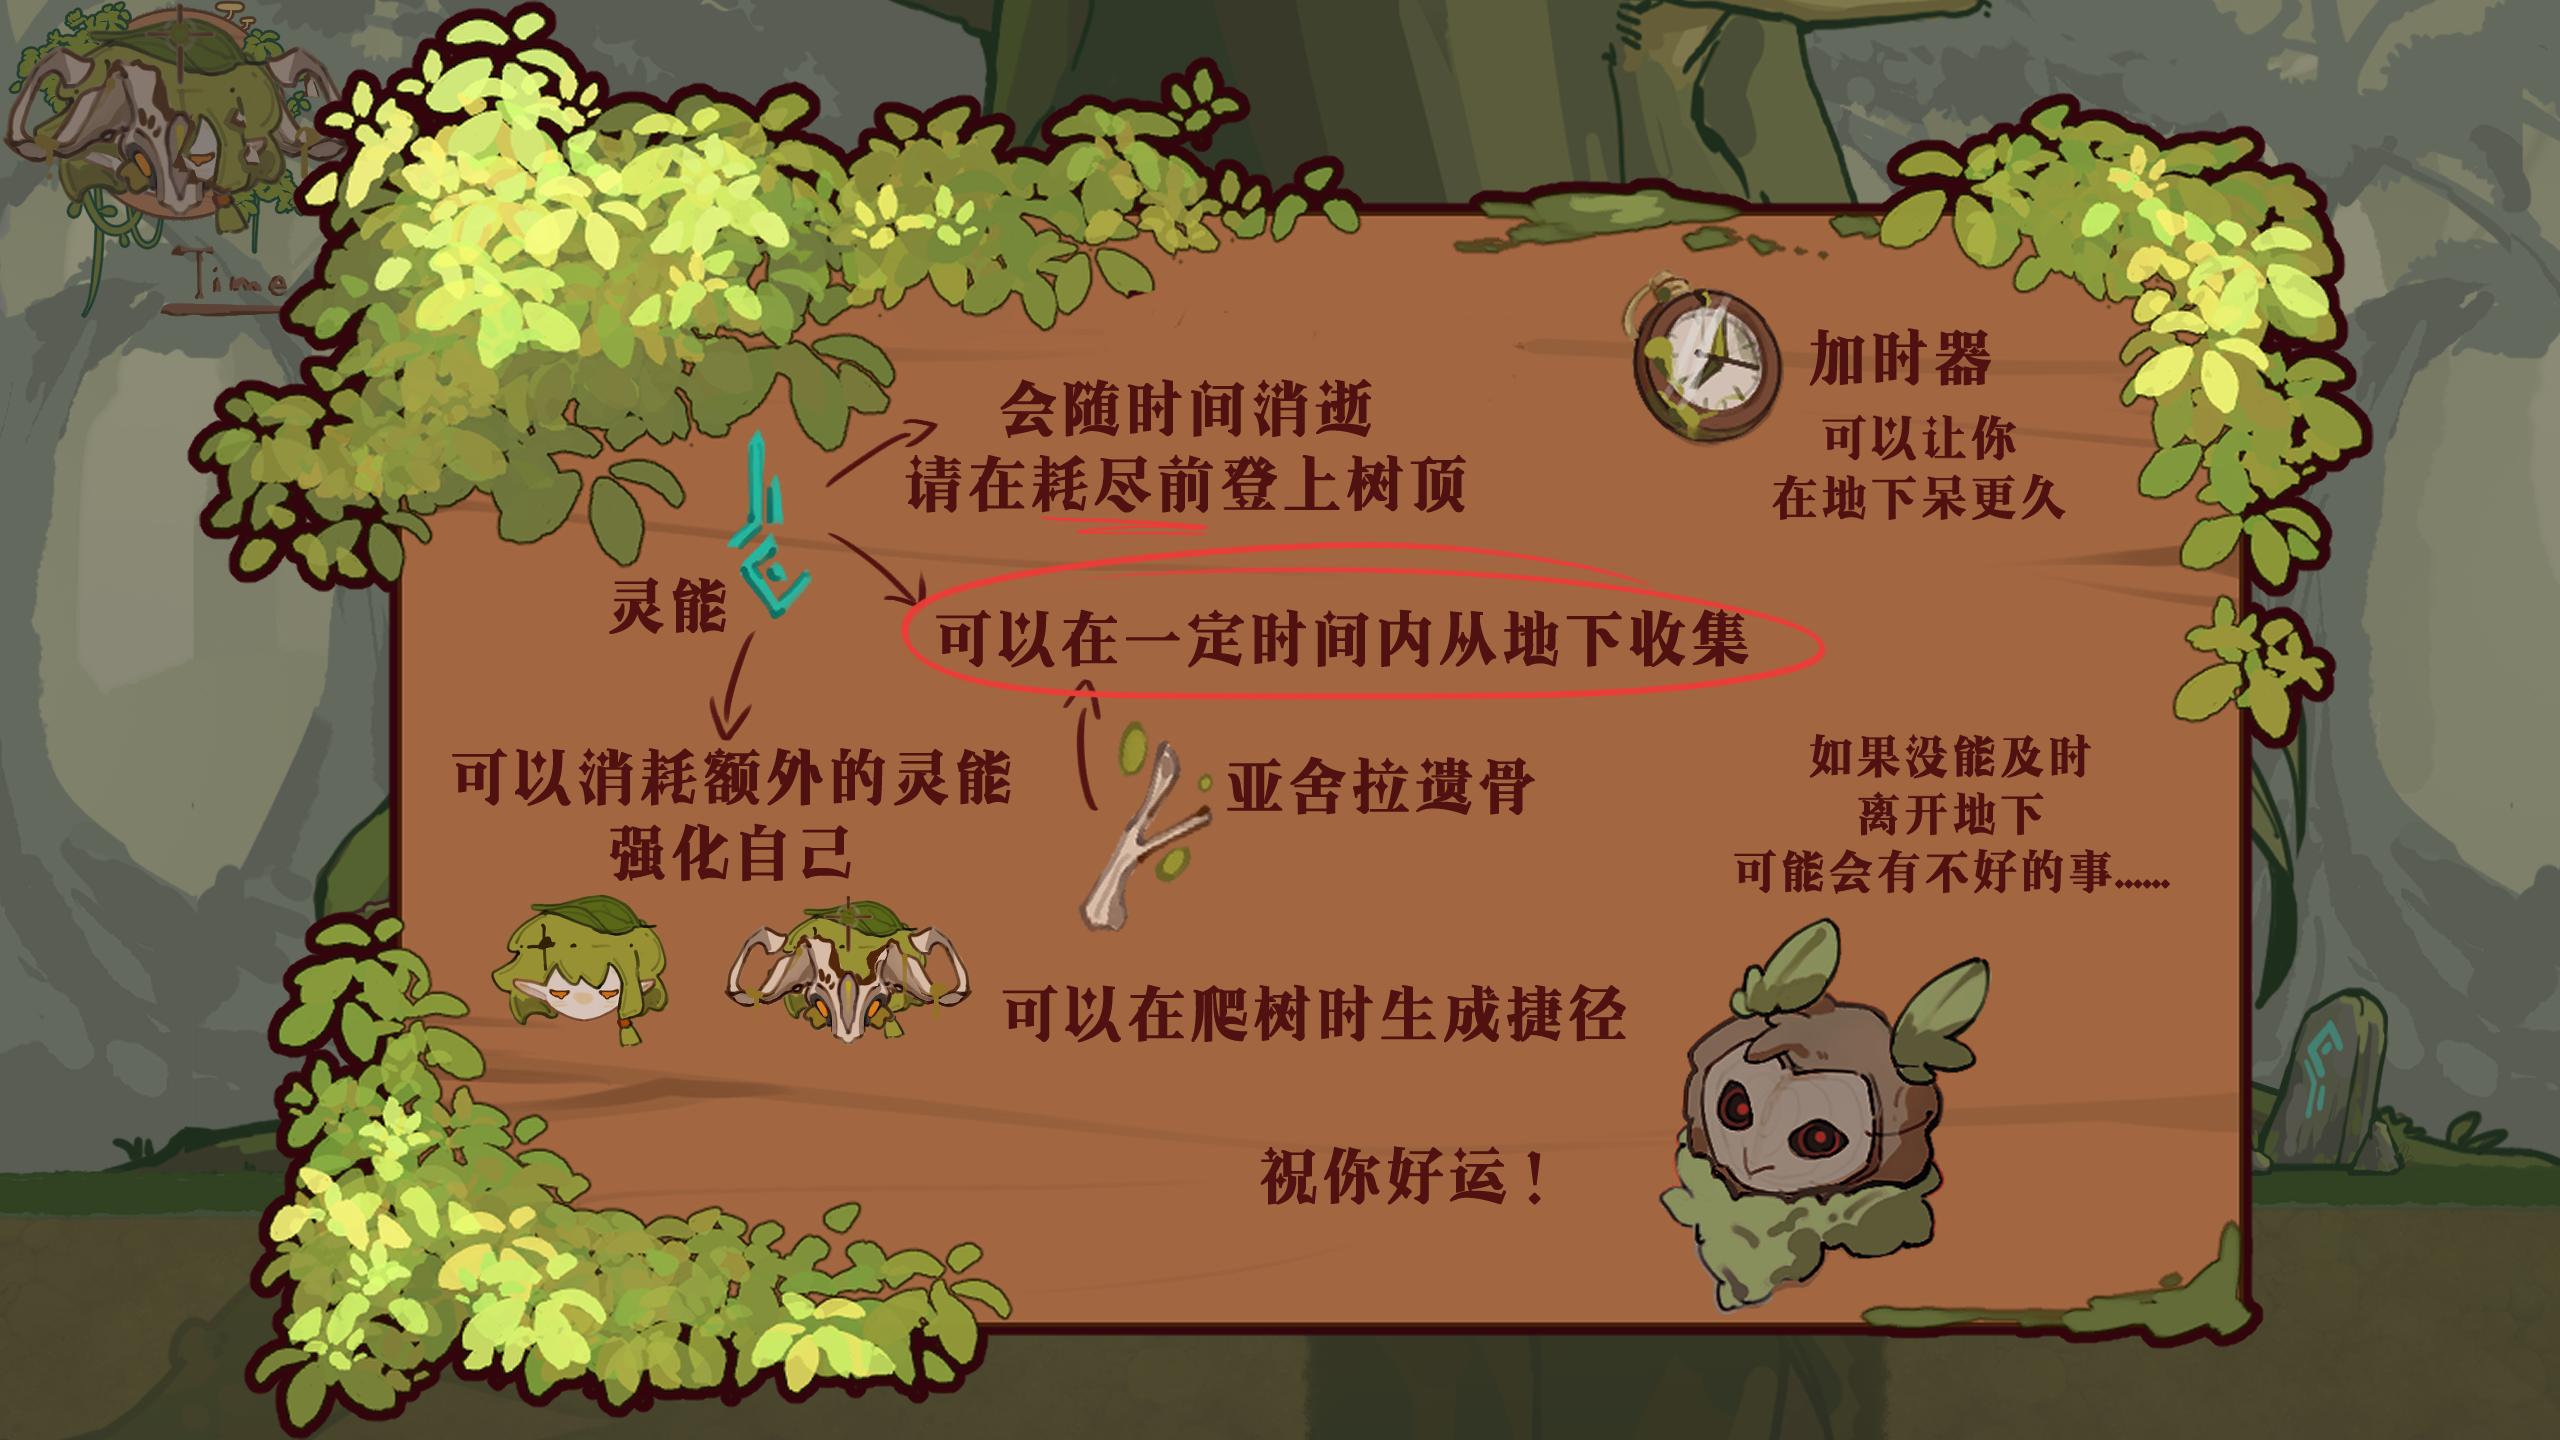 Time
会随时间消逝
请在耗尽前登上树顶
加时器
可以让你
在地下呆更久
灵能
可以在一定时间内从地下收集
可以消耗额外的灵能
强化自己
亚舍拉遗骨
如果没能及时
离开地下
可能会有不好的事……
可以在爬树时生成捷径
祝你好运！